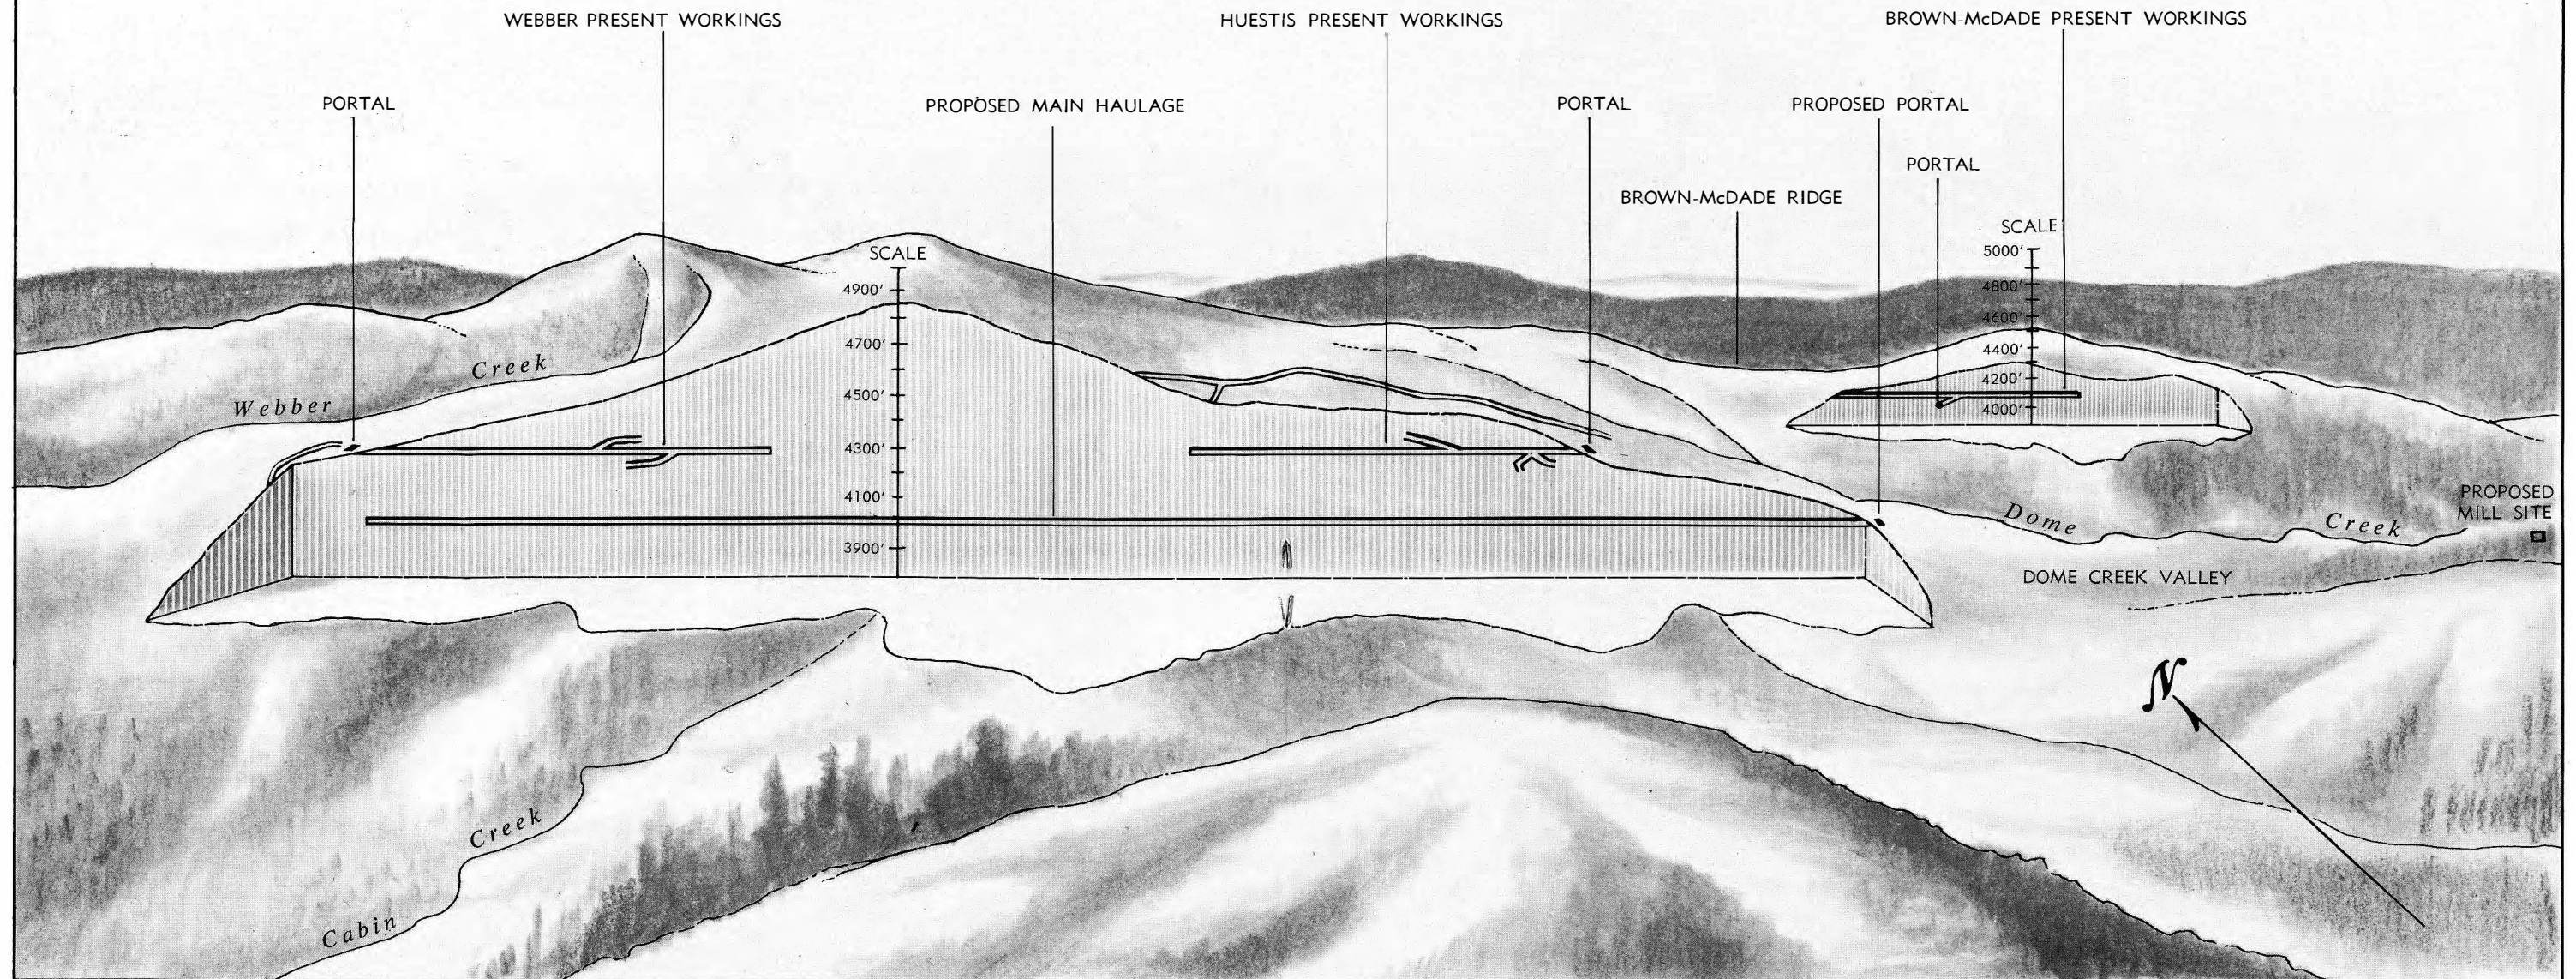 WEBBER PRESENT WORKINGS
HUESTIS PRESENT WORKINGS
BROWN-McDADE PRESENT WORKINGS
PORTAL
PROPOSED MAIN HAULAGE
PORTAL
PROPOSED PORTAL
PORTAL
BROWN-McDADE RIDGE
SCALE
5000'
4800'
4600'
4400'
4200'
4000'
SCALE
4900'
4700'
4500'
4300'
4100'
3900'
Webber Creek
Dome Creek
PROPOSED
MILL SITE
DOME CREEK VALLEY
N
Cabin Creek